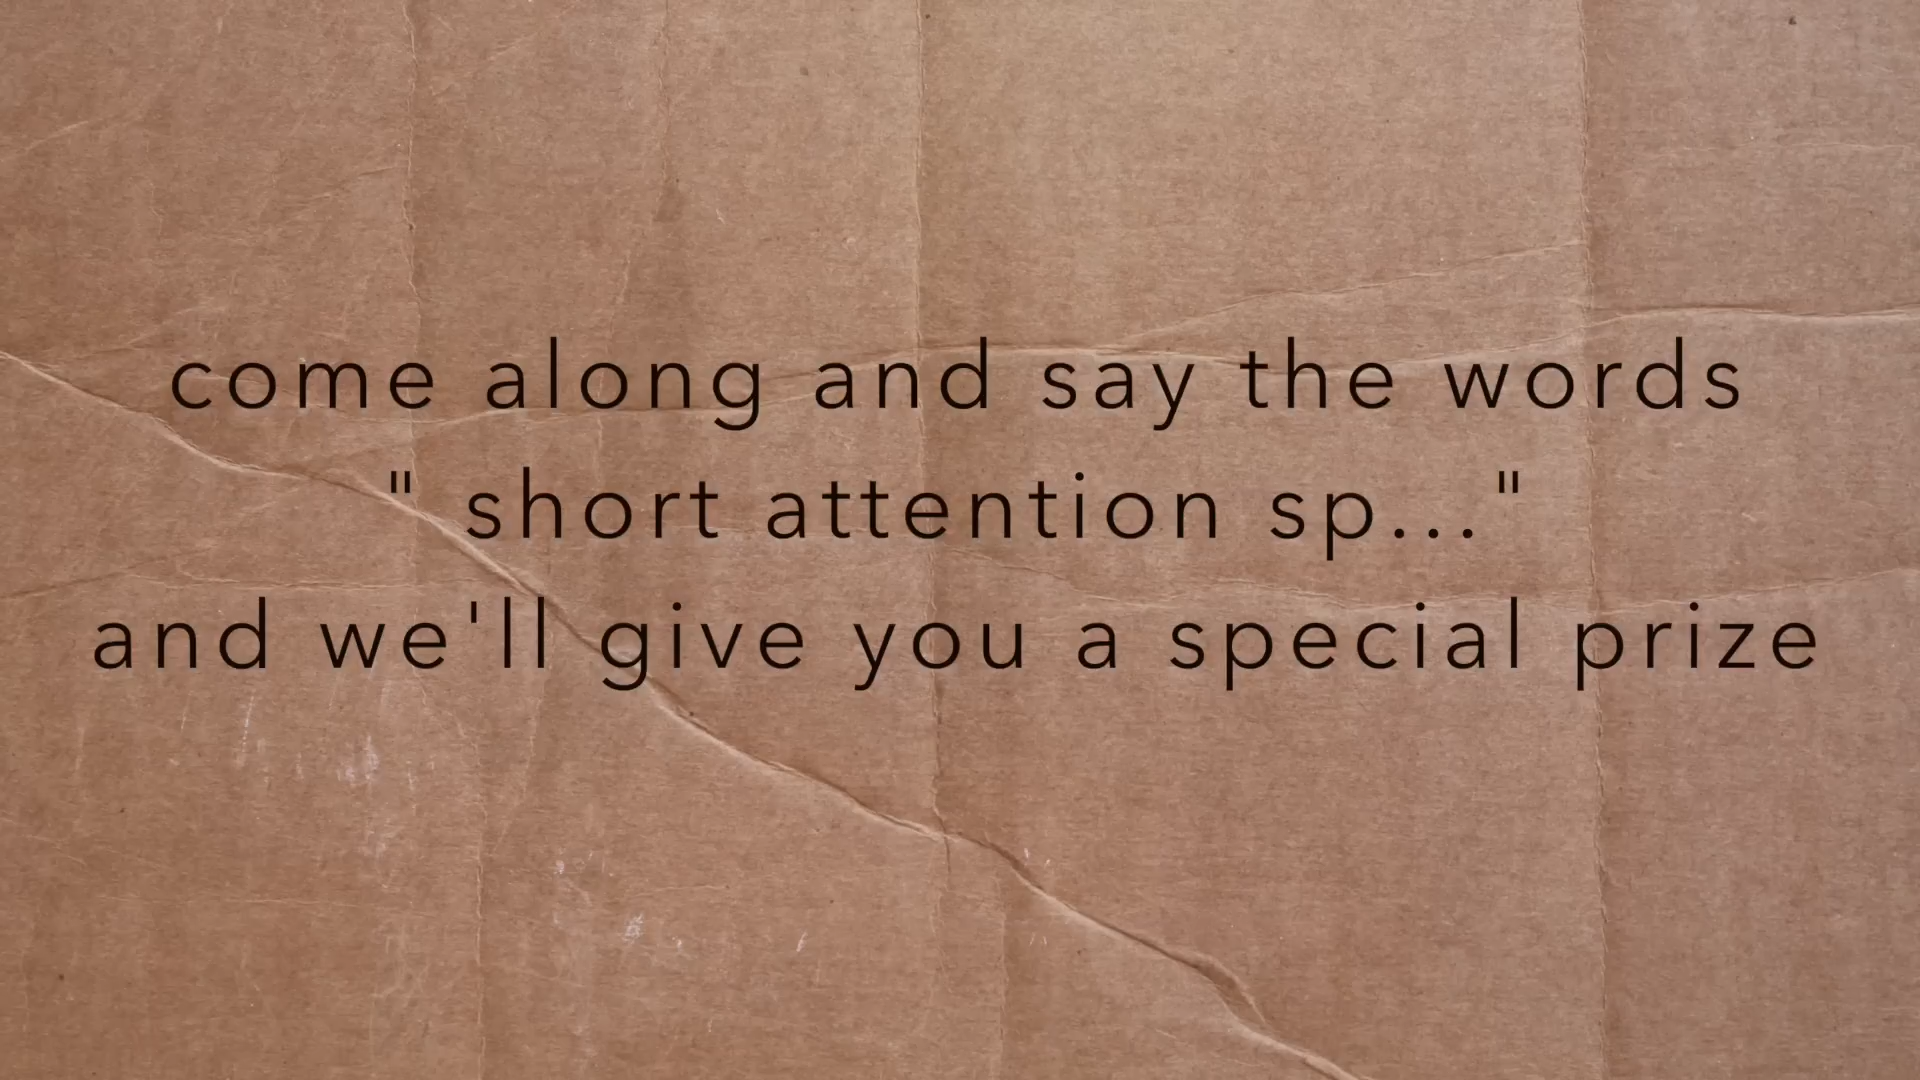 come along and say the words
" short attention sp..."
and we'll give you a special prize